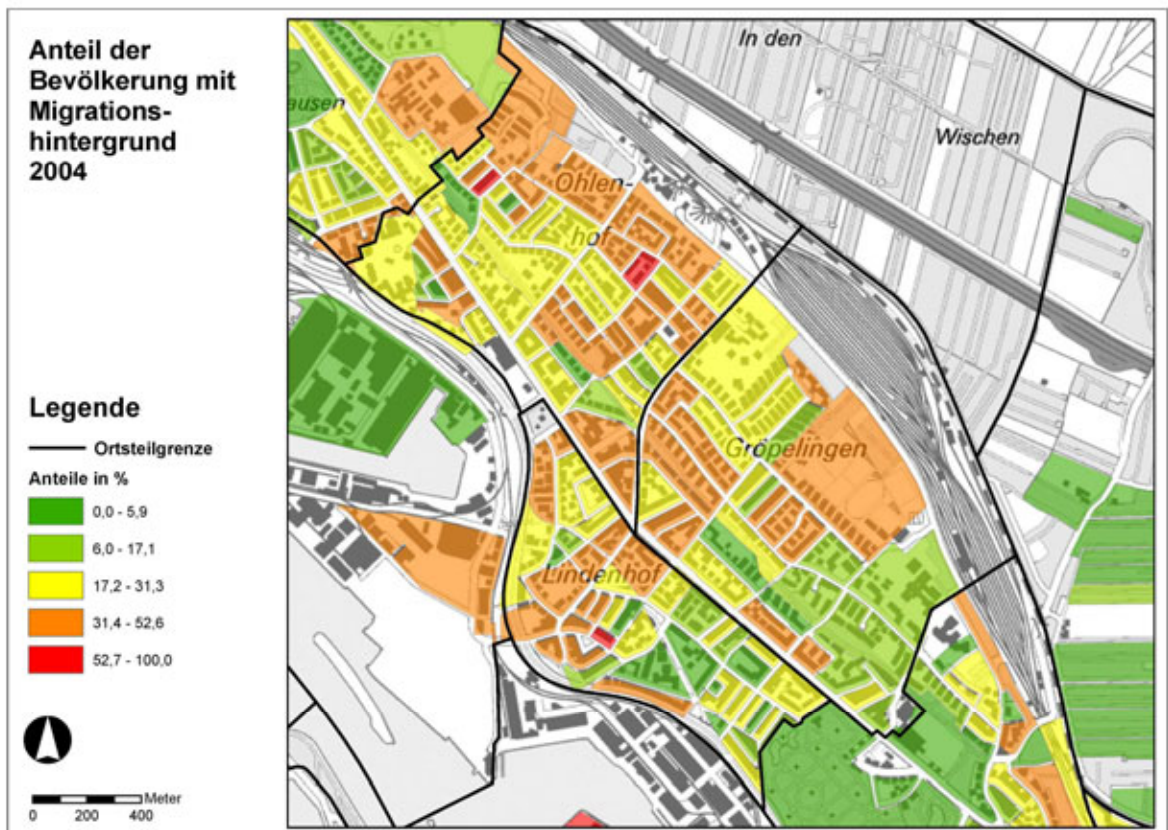 Anteil der
Bevölkerung mit
Migrations-
hintergrund
2004
Legende
Ortsteilgrenze
Anteile in %
0,0 - 5,9
6,0 - 17,1
17,2 - 31,3
31,4 - 52,6
52,7 - 100,0
Meter
0 200 400
In den
Wischen
ausen
Ohlen-
hof
Gröpelingen
Lindenhof